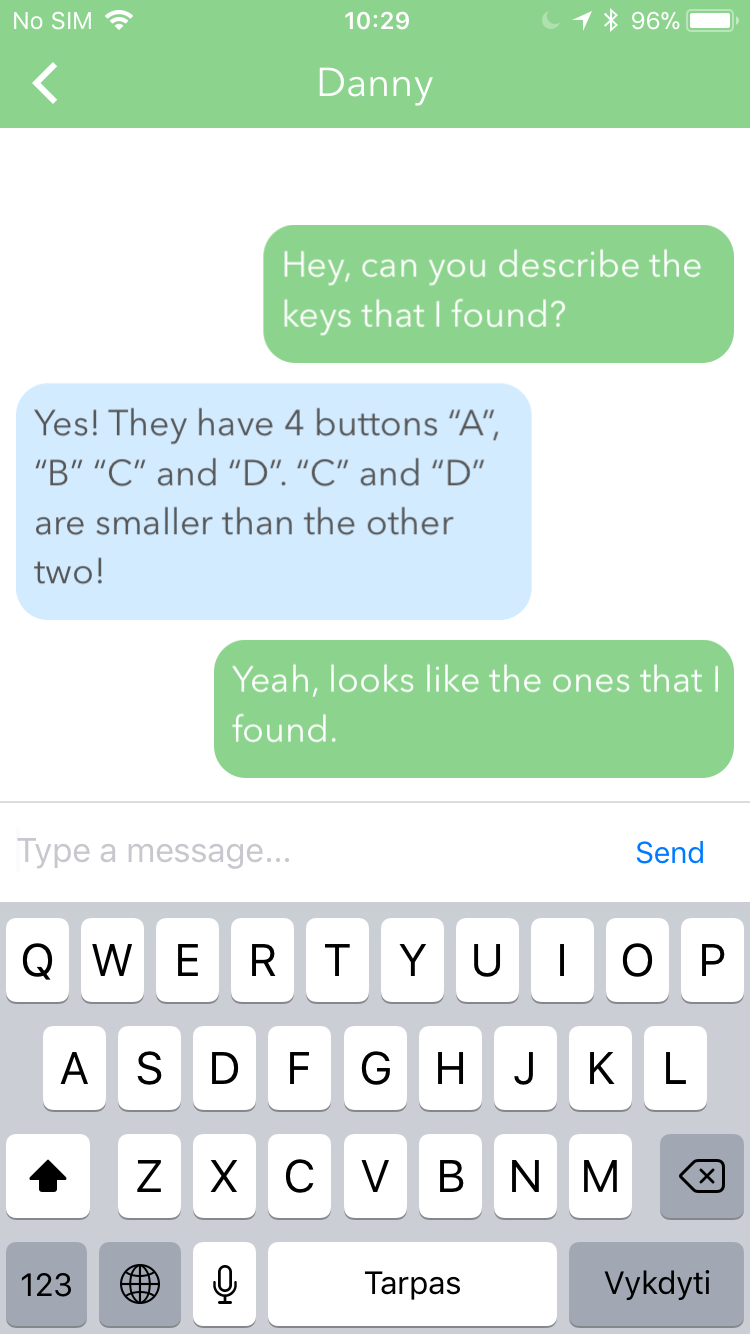 No SIM 10:29 96%
Danny
Hey, can you describe the
keys that I found?
Yes! They have 4 buttons “A”,
“B” “C” and “D”. “C” and “D”
are smaller than the other
two!
Yeah, looks like the ones that I
found.
Type a message... Send
Q W E R T Y U I O P
A S D F G H J K L
Z X C V B N M
123 Tarpas Vykdyti